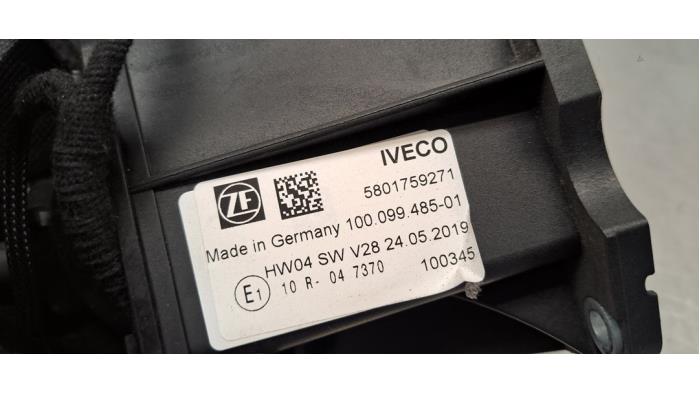 IVECO
ZF
5801759271
Made in Germany 100.099.485-01
HW04 SW V28 24.05.2019
E1 10 R- 04 7370 100345